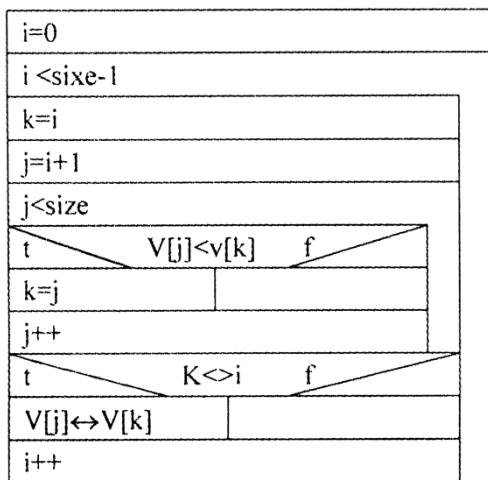 i=0
i <sixe-1
k=i
j=i+1
j<size
t V[j]<v[k] f
k=j
j++
t K<>i f
V[j]↔V[k]
i++